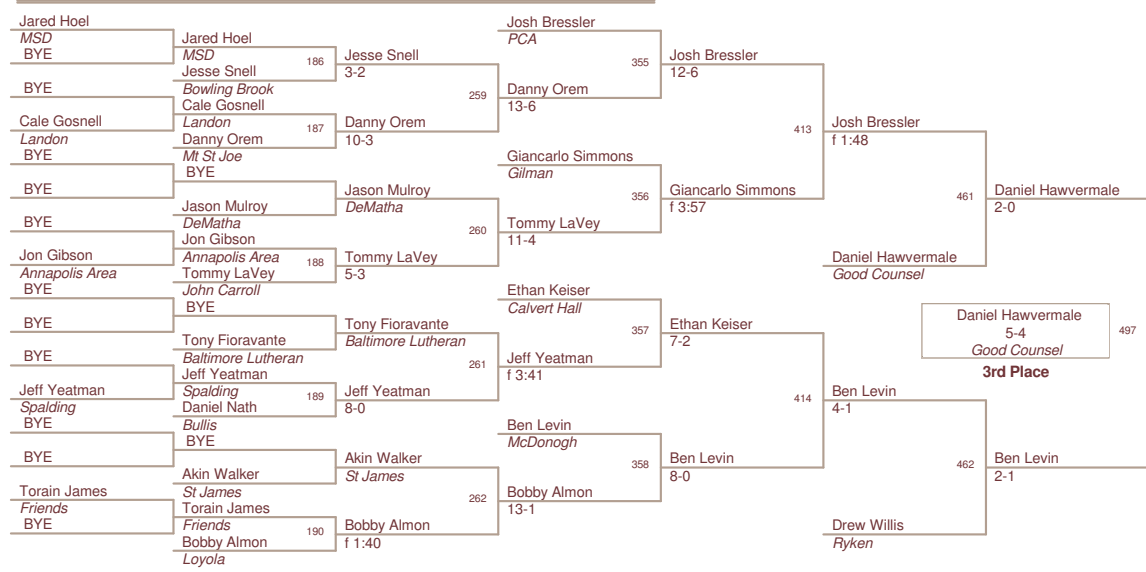 Jared Hoel
MSD
BYE
BYE
Cale Gosnell
Landon
BYE
BYE
BYE
Jon Gibson
Annapolis Area
BYE
BYE
BYE
Jeff Yeatman
Spalding
BYE
BYE
Torain James
Friends
BYE
Jared Hoel
MSD
186
Jesse Snell
Bowling Brook
Cale Gosnell
Landon
187
Danny Orem
Mt St Joe
BYE
Jason Mulroy
DeMatha
Jon Gibson
Annapolis Area
188
Tommy LaVey
John Carroll
BYE
Tony Fioravante
Baltimore Lutheran
Jeff Yeatman
Spalding
189
Daniel Nath
Bullis
BYE
Akin Walker
St James
Torain James
Friends
190
Bobby Almon
Loyola
Jesse Snell
3-2
259
Danny Orem
10-3
Jason Mulroy
DeMatha
260
Tommy LaVey
5-3
Tony Fioravante
Baltimore Lutheran
261
Jeff Yeatman
8-0
Akin Walker
St James
262
Bobby Almon
f 1:40
Josh Bressler
PCA
355
Danny Orem
13-6
Giancarlo Simmons
Gilman
356
Tommy LaVey
11-4
Ethan Keiser
Calvert Hall
357
Jeff Yeatman
f 3:41
Ben Levin
McDonogh
358
Bobby Almon
13-1
Josh Bressler
12-6
413
Giancarlo Simmons
f 3:57
Ethan Keiser
7-2
414
Ben Levin
8-0
Josh Bressler
f 1:48
461
Daniel Hawvermale
Good Counsel
Ben Levin
4-1
462
Drew Willis
Ryken
Daniel Hawvermale
2-0
Daniel Hawvermale
5-4
497
Good Counsel
3rd Place
Ben Levin
2-1